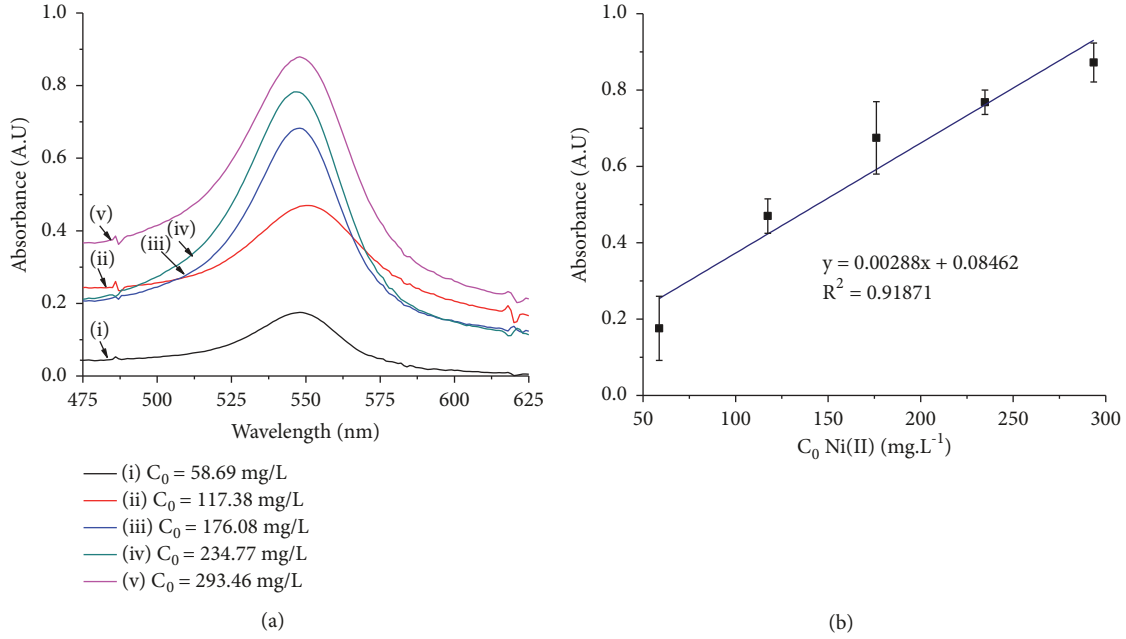 1.0
0.8
0.6
0.4
0.2
0.0
Absorbance (A.U)
(v)
(iv)
(iii)
(ii)
(i)
475 500 525 550 575 600 625
Wavelength (nm)
(i) C₀ = 58.69 mg/L
(ii) C₀ = 117.38 mg/L
(iii) C₀ = 176.08 mg/L
(iv) C₀ = 234.77 mg/L
(v) C₀ = 293.46 mg/L
(a)
1.0
0.8
0.6
0.4
0.2
0.0
Absorbance (A.U)
y = 0.00288x + 0.08462
R² = 0.91871
50 100 150 200 250 300
C₀ Ni(II) (mg.L⁻¹)
(b)